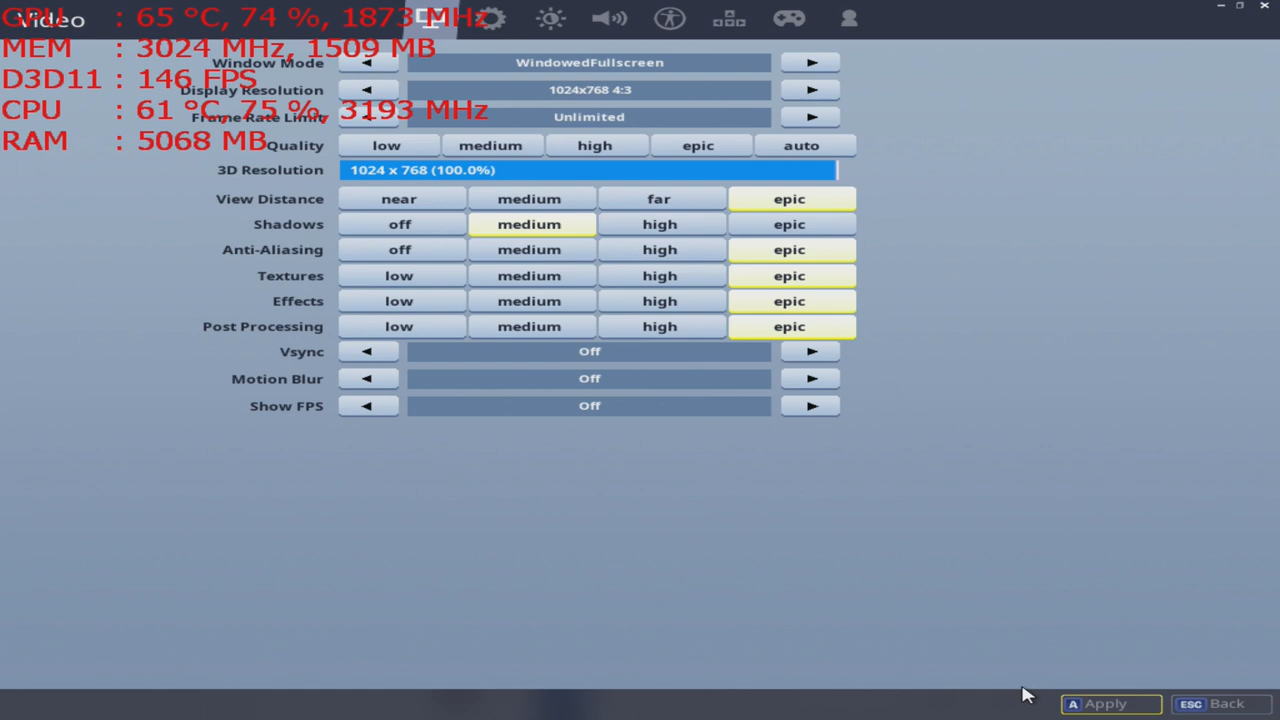 Video
GPU : 65 °C, 74 %, 1873 MHz
MEM : 3024 MHz, 1509 MB
Window Mode WindowedFullscreen
D3D11 : 146 FPS
Display Resolution 1024x768 4:3
CPU : 61 °C, 75 %, 3193 MHz
Frame Rate Limit Unlimited
RAM : 5068 MB
Quality low medium high epic auto
3D Resolution 1024 x 768 (100.0%)
View Distance near medium far epic
Shadows off medium high epic
Anti-Aliasing off medium high epic
Textures low medium high epic
Effects low medium high epic
Post Processing low medium high epic
Vsync Off
Motion Blur Off
Show FPS Off
A Apply ESC Back